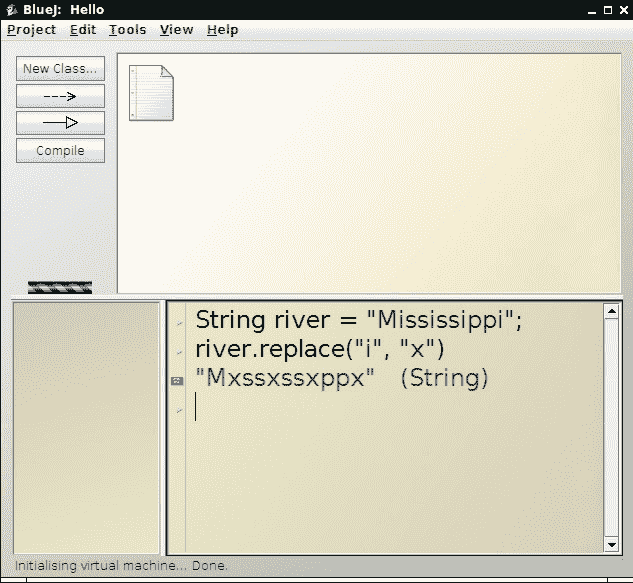 BlueJ: Hello
Project Edit Tools View Help
New Class...
Compile
String river = "Mississippi";
river.replace("i", "x")
"Mxssxssxppx" (String)
Initialising virtual machine... Done.